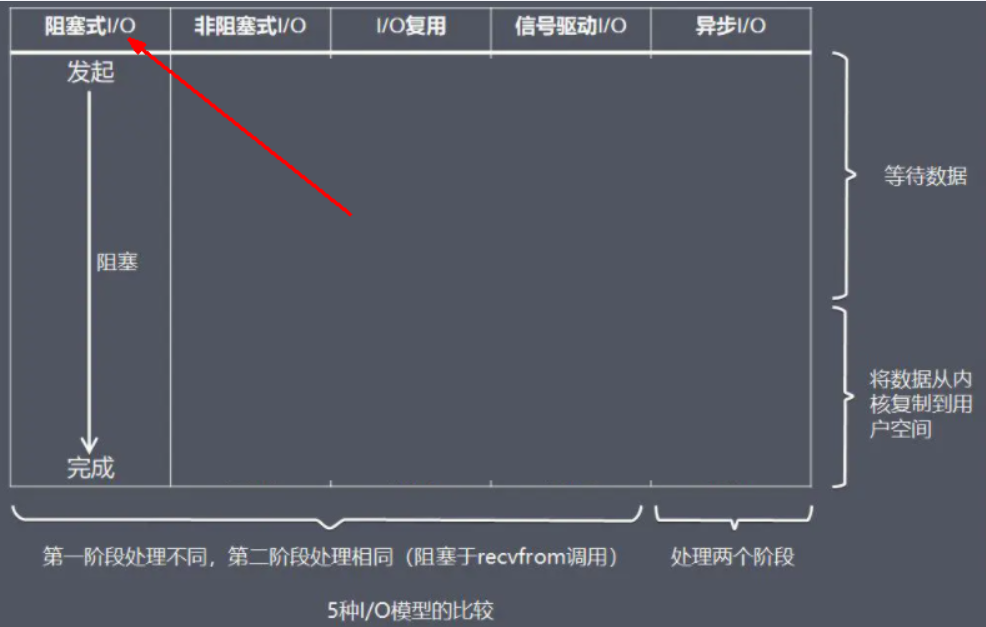 阻塞式I/O 非阻塞式I/O I/O复用 信号驱动I/O 异步I/O
发起
等待数据
阻塞
将数据从内
核复制到用
户空间
完成
第一阶段处理不同，第二阶段处理相同（阻塞于recvfrom调用） 处理两个阶段
5种I/O模型的比较